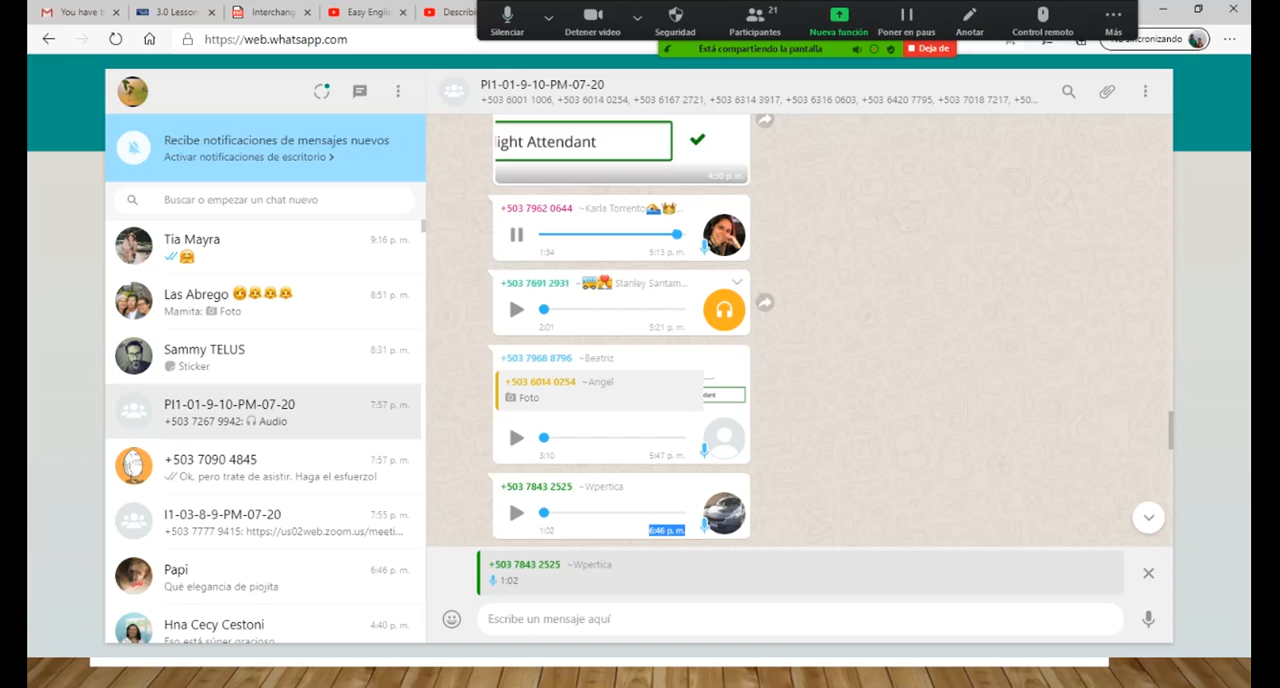 You have b
3.0 Lesson
Interchang
Easy Englis
Describi
Silenciar
Detener video
Seguridad
Participantes
21
Nueva función
Poner en paus
Anotar
Control remoto
Más
Está compartiendo la pantalla
Deja de
https://web.whatsapp.com
sincronizando
Recibe notificaciones de mensajes nuevos
Activar notificaciones de escritorio >
Buscar o empezar un chat nuevo
Tia Mayra
9:16 p. m.
Las Abrego
8:51 p. m.
Mamita: Foto
Sammy TELUS
8:31 p. m.
Sticker
PI1-01-9-10-PM-07-20
7:57 p. m.
+503 7267 9942: Audio
+503 7090 4845
7:57 p. m.
Ok, pero trate de asistir. Haga el esfuerzo!
I1-03-8-9-PM-07-20
7:55 p. m.
+503 7777 9415: https://us02web.zoom.us/meeti...
Papi
6:46 p. m.
Qué elegancia de piojita
Hna Cecy Cestoni
4:40 p. m.
Eso está súper gracioso
PI1-01-9-10-PM-07-20
+503 6001 1006, +503 6014 0254, +503 6167 2721, +503 6314 3917, +503 6316 0603, +503 6420 7795, +503 7018 7217, +50...
ight Attendant
4:30 p. m.
+503 7962 0644 ~Karla Torrento...
1:34
5:13 p. m.
+503 7691 2931 ~Stanley Santam...
2:01
5:21 p. m.
+503 7968 8796 ~Beatriz
+503 6014 0254 ~Angel
Foto
dant
3:10
5:47 p. m.
+503 7843 2525 ~Wpertica
1:02
6:46 p. m.
+503 7843 2525 ~Wpertica
1:02
Escribe un mensaje aquí